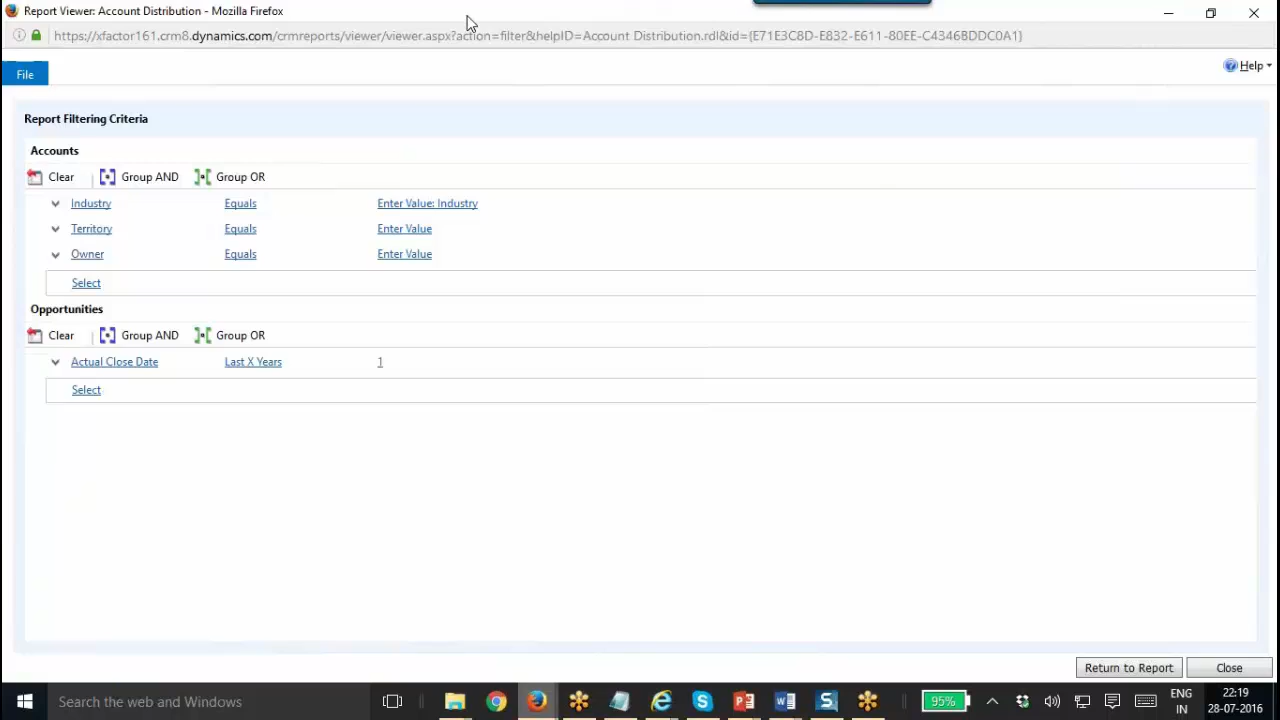 Report Viewer: Account Distribution - Mozilla Firefox
https://xfactor161.crm8.dynamics.com/crmreports/viewer/viewer.aspx?action=filter&helpID=Account Distribution.rdl&id={E71E3C8D-E832-E611-80EE-C4346BDDC0A1}
File
Help
Report Filtering Criteria
Accounts
Clear Group AND Group OR
Industry Equals Enter Value: Industry
Territory Equals Enter Value
Owner Equals Enter Value
Select
Opportunities
Clear Group AND Group OR
Actual Close Date Last X Years 1
Select
Return to Report Close
Search the web and Windows
95%
ENG
IN
22:19
28-07-2016